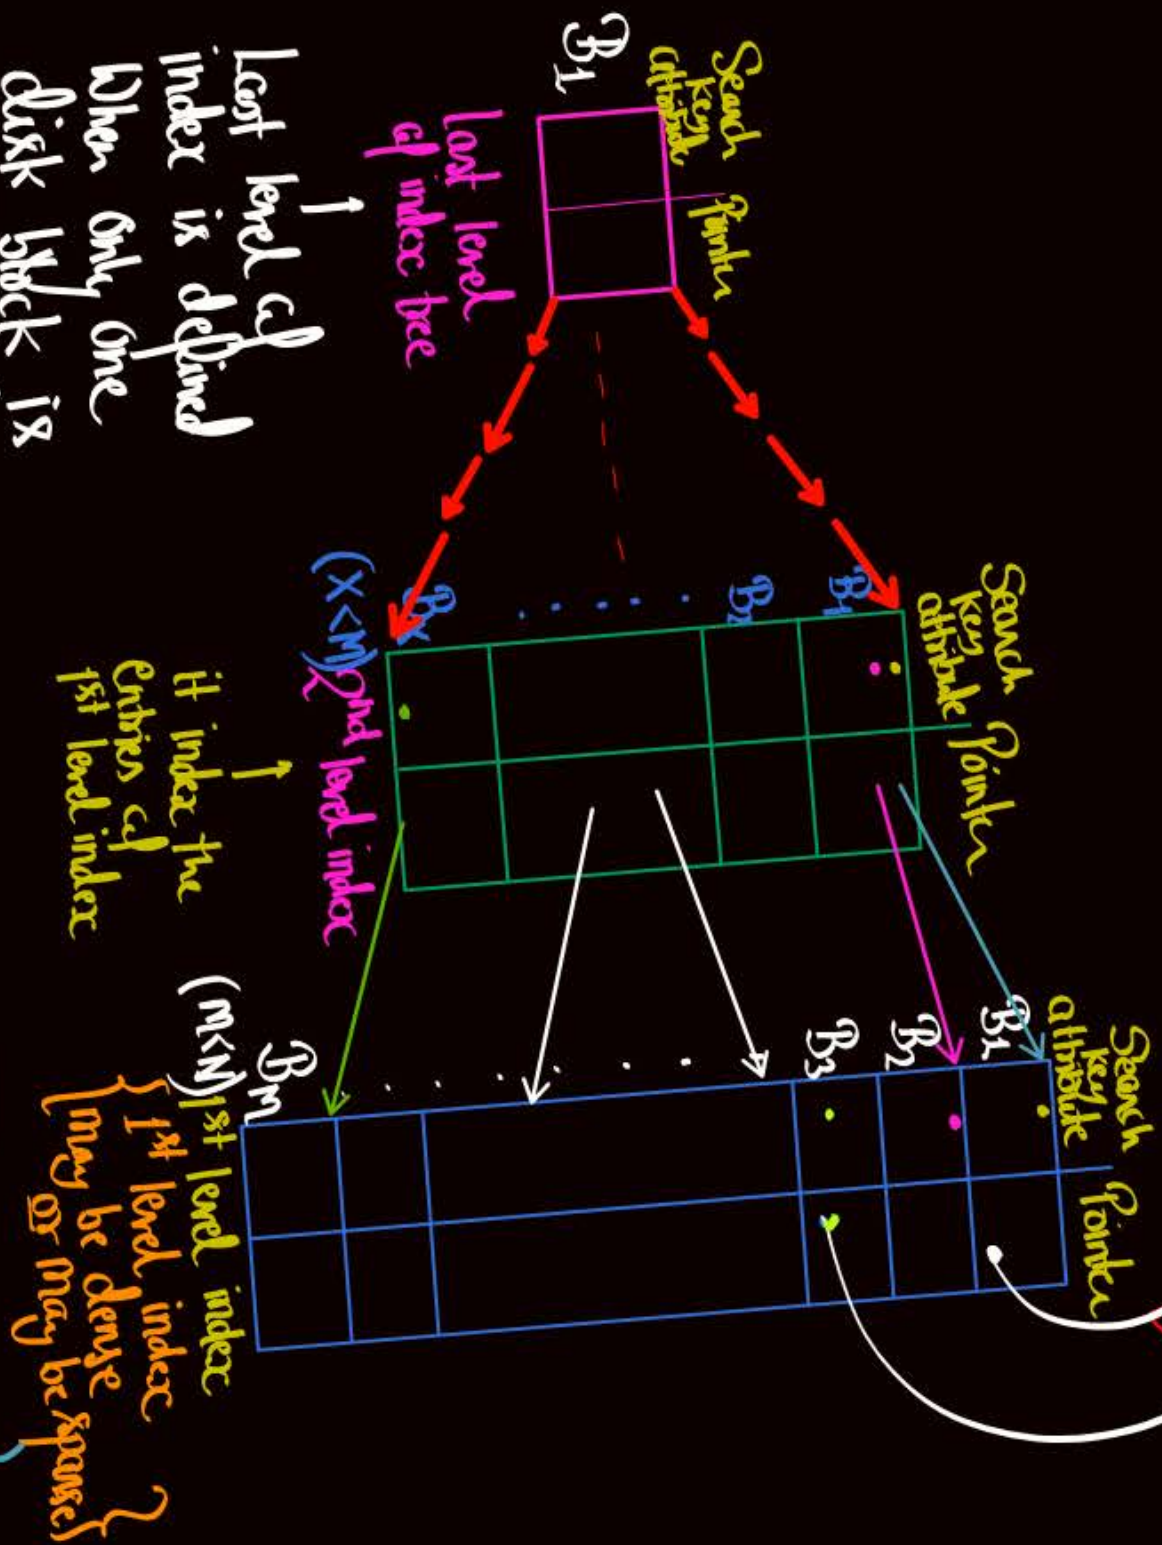 Search
key
attribute
Pointer
B1
Last level
of index tree
Last level of
index is defined
When only one
disk block is
Search
key
attribute
Pointer
B1
B2
Bx
(X<M)
2nd level index
it index the
entries of
1st level index
Search
key
attribute
Pointer
B1
B2
B3
Bm
(M<N)
1st level index
{1st level index}
{may be dense
or may be sparse}